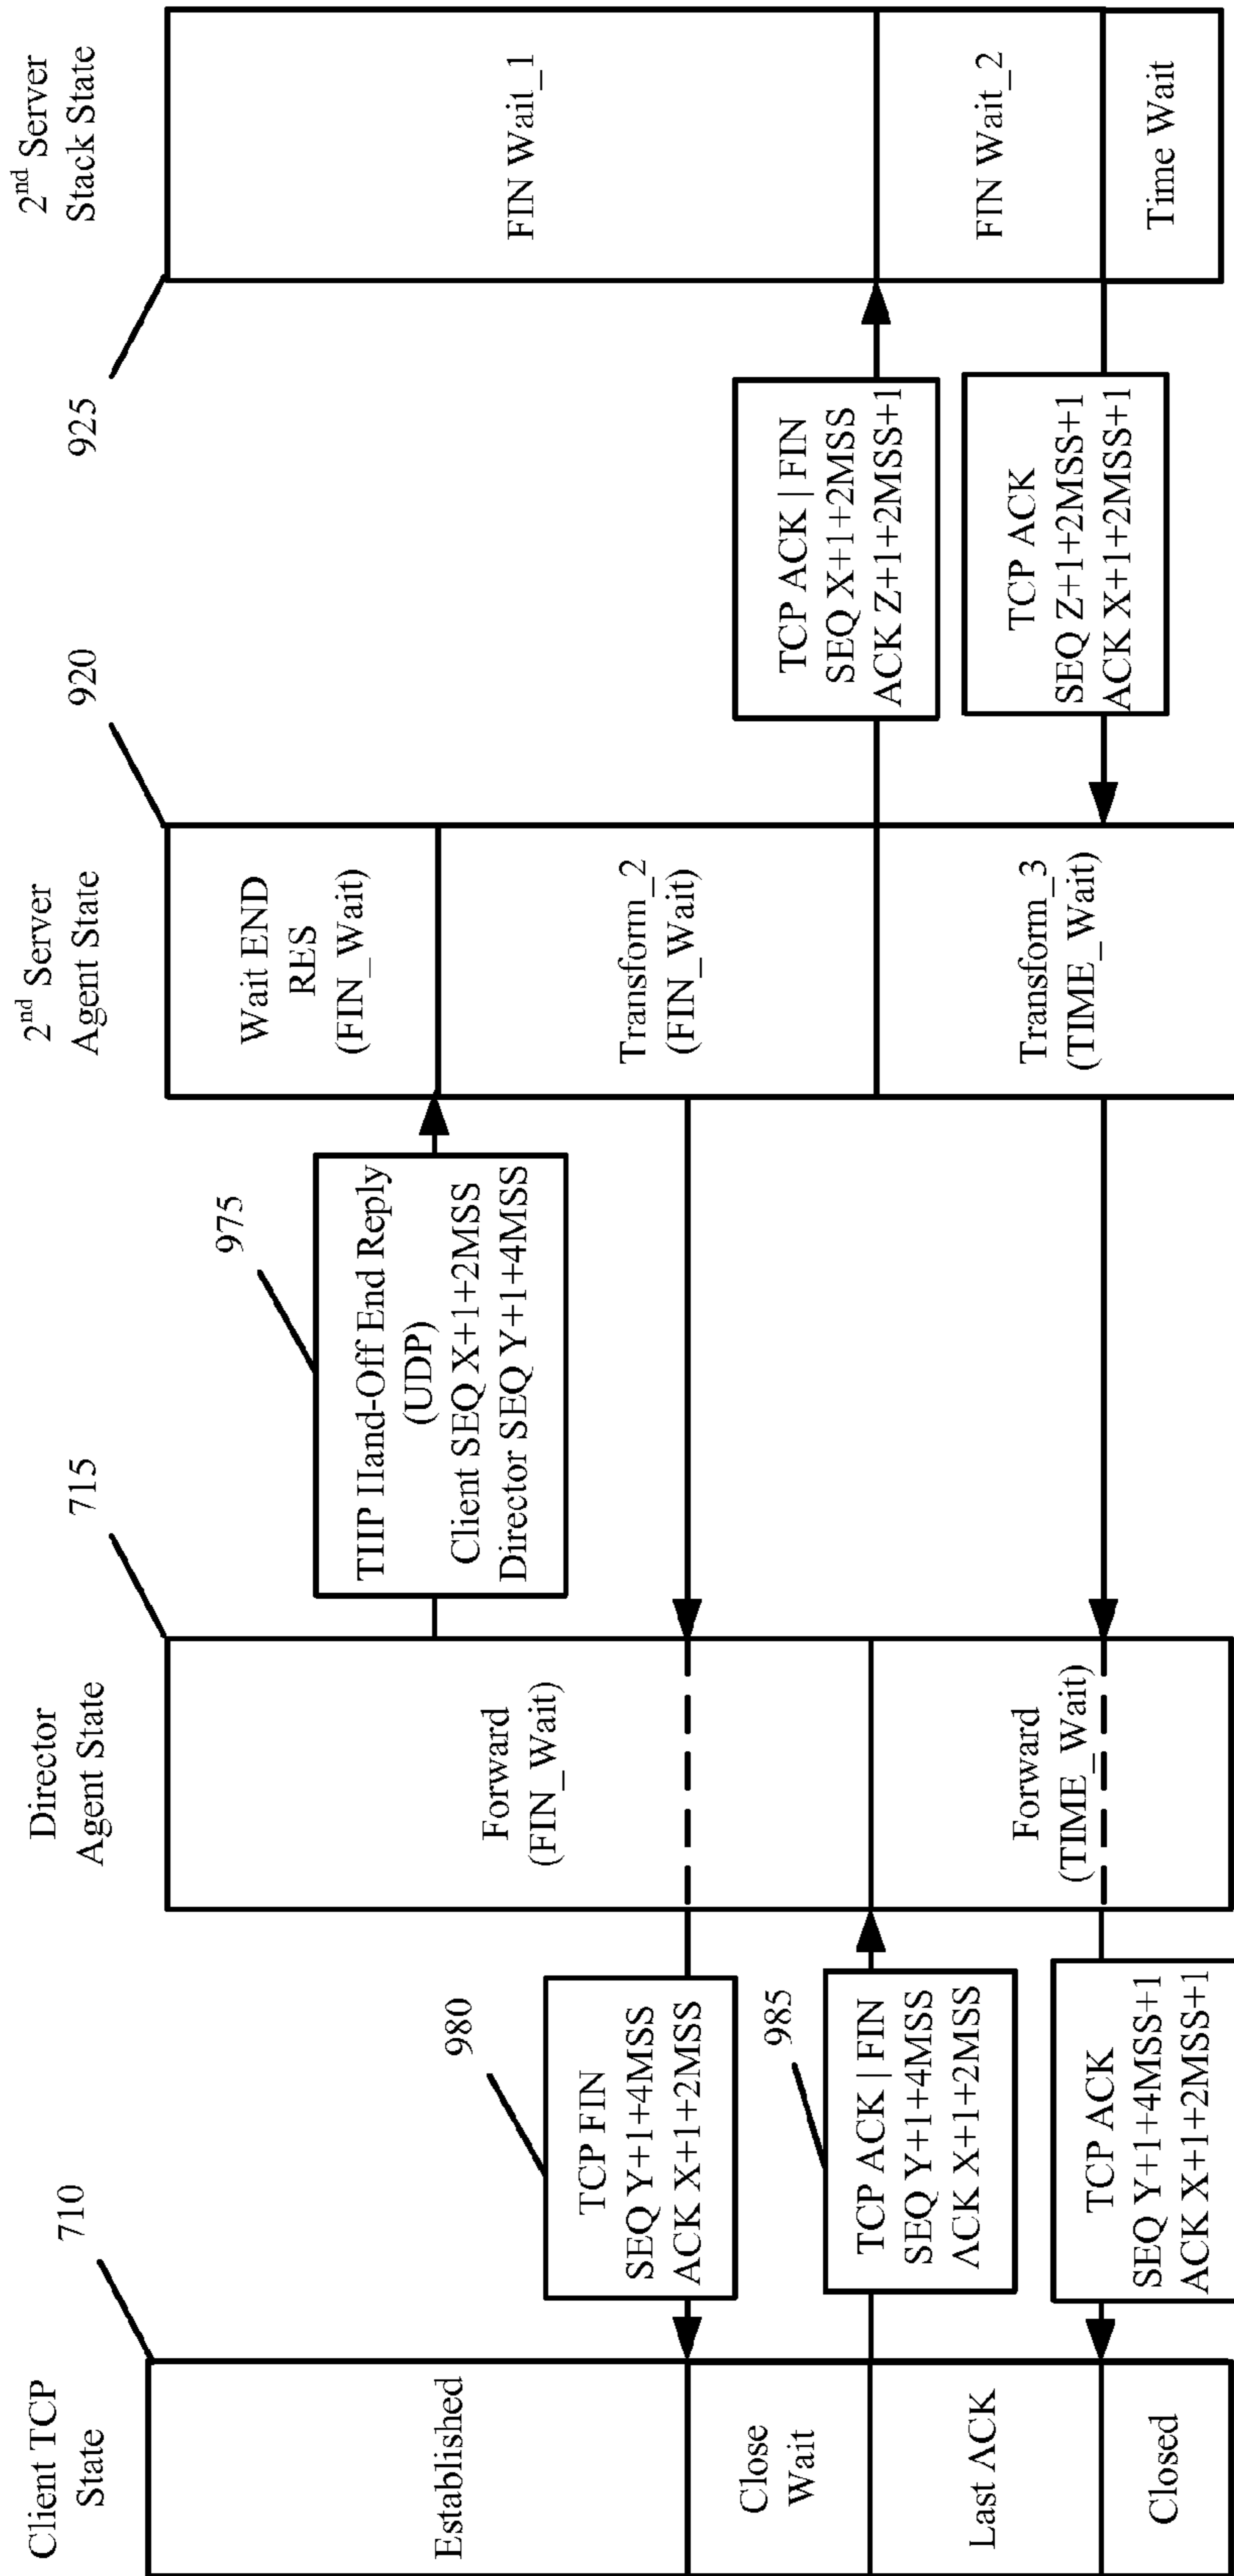 Client TCP
State
Director
Agent State
2nd Server
Agent State
2nd Server
Stack State
710
715
920
925
Established
Close
Wait
Last ACK
Closed
980
TCP FIN
SEQ Y+1+4MSS
ACK X+1+2MSS
985
TCP ACK | FIN
SEQ Y+1+4MSS
ACK X+1+2MSS
TCP ACK
SEQ Y+1+4MSS+1
ACK X+1+2MSS+1
Forward
(FIN_Wait)
Forward
(TIME_Wait)
975
THP Hand-Off End Reply
(UDP)
Client SEQ X+1+2MSS
Director SEQ Y+1+4MSS
Wait END
RES
(FIN_Wait)
Transform_2
(FIN_Wait)
Transform_3
(TIME_Wait)
TCP ACK | FIN
SEQ X+1+2MSS
ACK Z+1+2MSS+1
TCP ACK
SEQ Z+1+2MSS+1
ACK X+1+2MSS+1
FIN Wait_1
FIN Wait_2
Time Wait